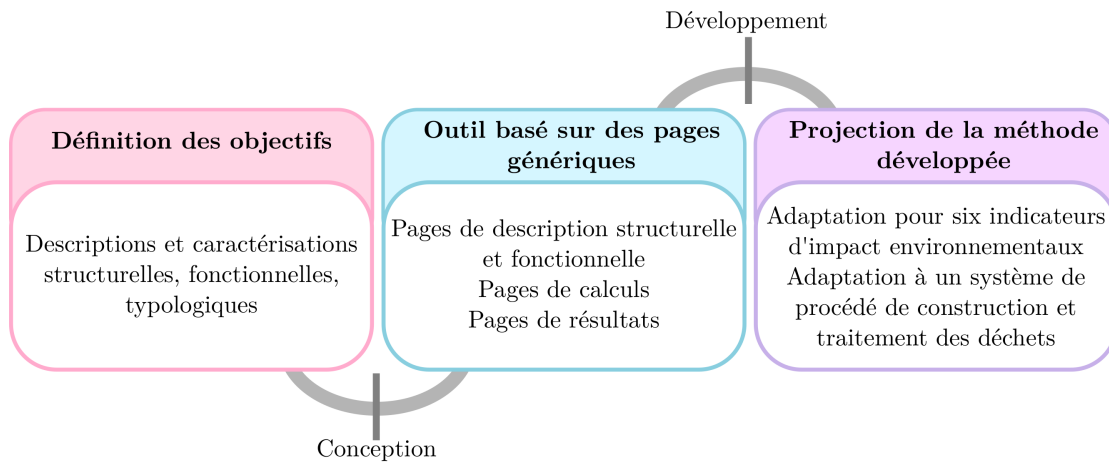 Développement
Définition des objectifs
Descriptions et caractérisations
structurelles, fonctionnelles,
typologiques
Outil basé sur des pages
génériques
Pages de description structurelle
et fonctionnelle
Pages de calculs
Pages de résultats
Projection de la méthode
développée
Adaptation pour six indicateurs
d'impact environnementaux
Adaptation à un système de
procédé de construction et
traitement des déchets
Conception